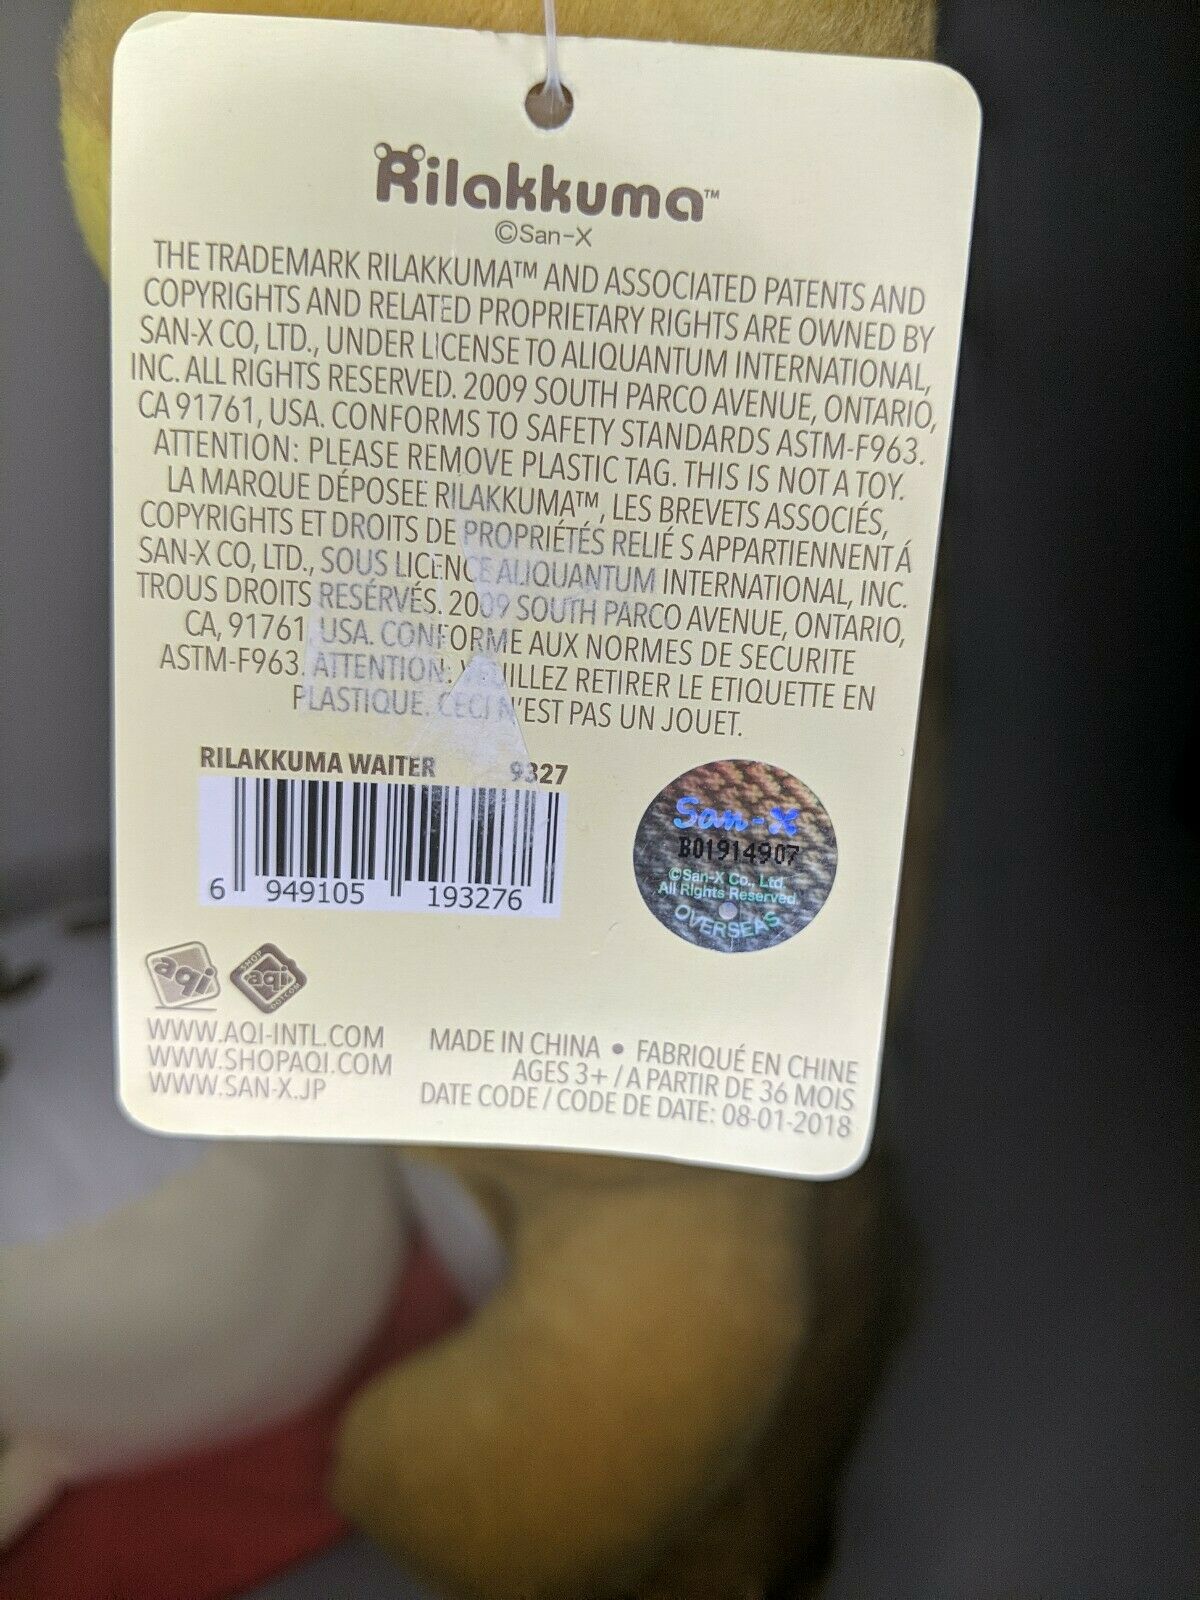 Rilakkuma™
©San-X
THE TRADEMARK RILAKKUMA™ AND ASSOCIATED PATENTS AND
COPYRIGHTS AND RELATED PROPRIETARY RIGHTS ARE OWNED BY
SAN-X CO, LTD., UNDER LICENSE TO ALIQUANTUM INTERNATIONAL,
INC. ALL RIGHTS RESERVED. 2009 SOUTH PARCO AVENUE, ONTARIO,
CA 91761, USA. CONFORMS TO SAFETY STANDARDS ASTM-F963.
ATTENTION: PLEASE REMOVE PLASTIC TAG. THIS IS NOT A TOY.
LA MARQUE DÉPOSEE RILAKKUMA™, LES BREVETS ASSOCIÉS,
COPYRIGHTS ET DROITS DE PROPRIÉTÉS RELIÉ S APPARTIENNENT Á
SAN-X CO, LTD., SOUS LICENCE ALIQUANTUM INTERNATIONAL, INC.
TROUS DROITS RESÉRVÉS. 2009 SOUTH PARCO AVENUE, ONTARIO,
CA, 91761, USA. CONFORME AUX NORMES DE SECURITE
ASTM-F963. ATTENTION: VEUILLEZ RETIRER LE ETIQUETTE EN
PLASTIQUE. CECI N'EST PAS UN JOUET.
RILAKKUMA WAITER 9327
6 949105 193276
San-X
B01914907
©San-X Co., Ltd.
All Rights Reserved.
OVERSEAS
aqi
SHOP aqi DOT COM
WWW.AQI-INTL.COM
WWW.SHOPAQI.COM
WWW.SAN-X.JP
MADE IN CHINA • FABRIQUÉ EN CHINE
AGES 3+ / A PARTIR DE 36 MOIS
DATE CODE / CODE DE DATE: 08-01-2018